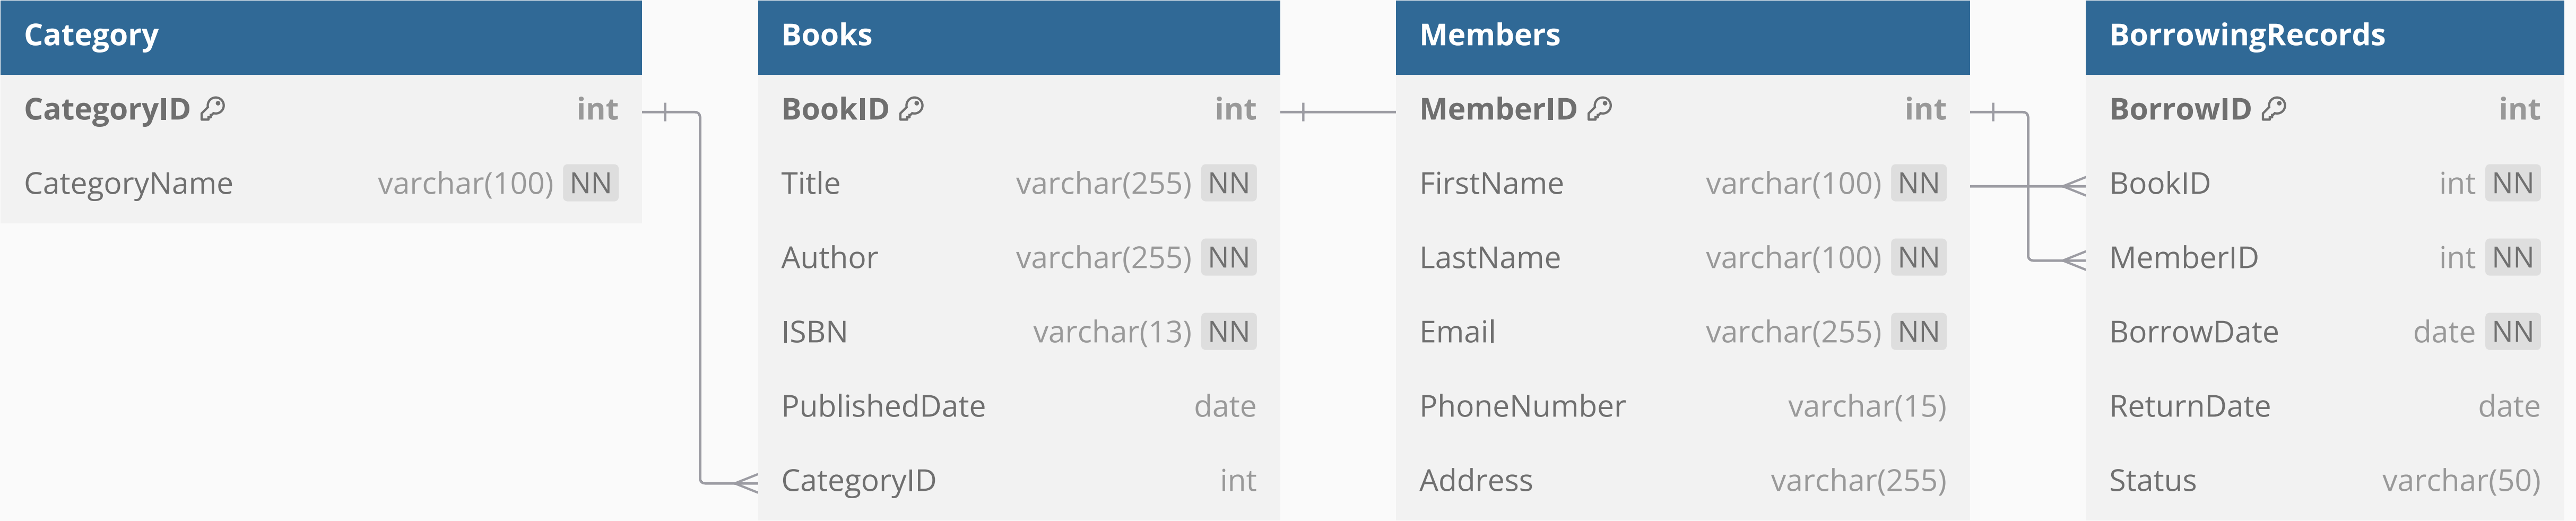 Category
CategoryID int
CategoryName varchar(100) NN
Books
BookID int
Title varchar(255) NN
Author varchar(255) NN
ISBN varchar(13) NN
PublishedDate date
CategoryID int
Members
MemberID int
FirstName varchar(100) NN
LastName varchar(100) NN
Email varchar(255) NN
PhoneNumber varchar(15)
Address varchar(255)
BorrowingRecords
BorrowID int
BookID int NN
MemberID int NN
BorrowDate date NN
ReturnDate date
Status varchar(50)